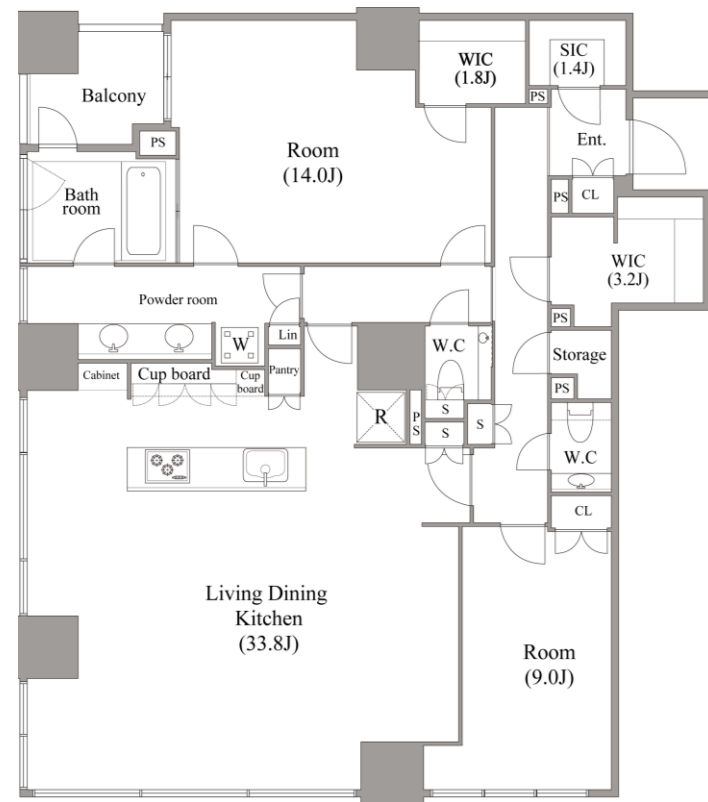 Balcony
PS
Room
(14.0J)
WIC
(1.8J)
SIC
(1.4J)
PS
Ent.
PS
CL
Bath
room
WIC
(3.2J)
PS
Powder room
W
Lin
W.C
Storage
PS
Cabinet
Cup board
Cup
board
Pantry
R
PS
S
S
S
W.C
CL
Living Dining
Kitchen
(33.8J)
Room
(9.0J)